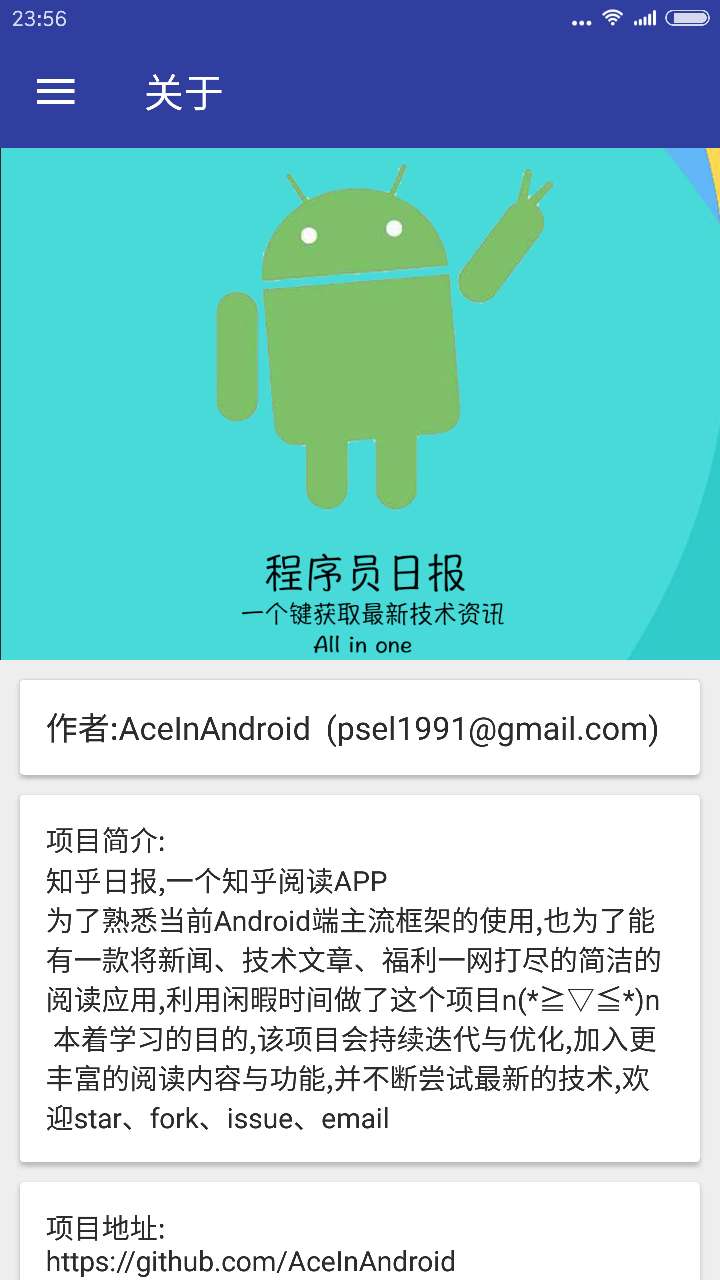 23:56
关于
程序员日报
一个键获取最新技术资讯
All in one
作者:AceInAndroid (psel1991@gmail.com)
项目简介:
知乎日报,一个知乎阅读APP
为了熟悉当前Android端主流框架的使用,也为了能
有一款将新闻、技术文章、福利一网打尽的简洁的
阅读应用,利用闲暇时间做了这个项目n(*≧▽≦*)n
本着学习的目的,该项目会持续迭代与优化,加入更
丰富的阅读内容与功能,并不断尝试最新的技术,欢
迎star、fork、issue、email
项目地址:
https://github.com/AceInAndroid